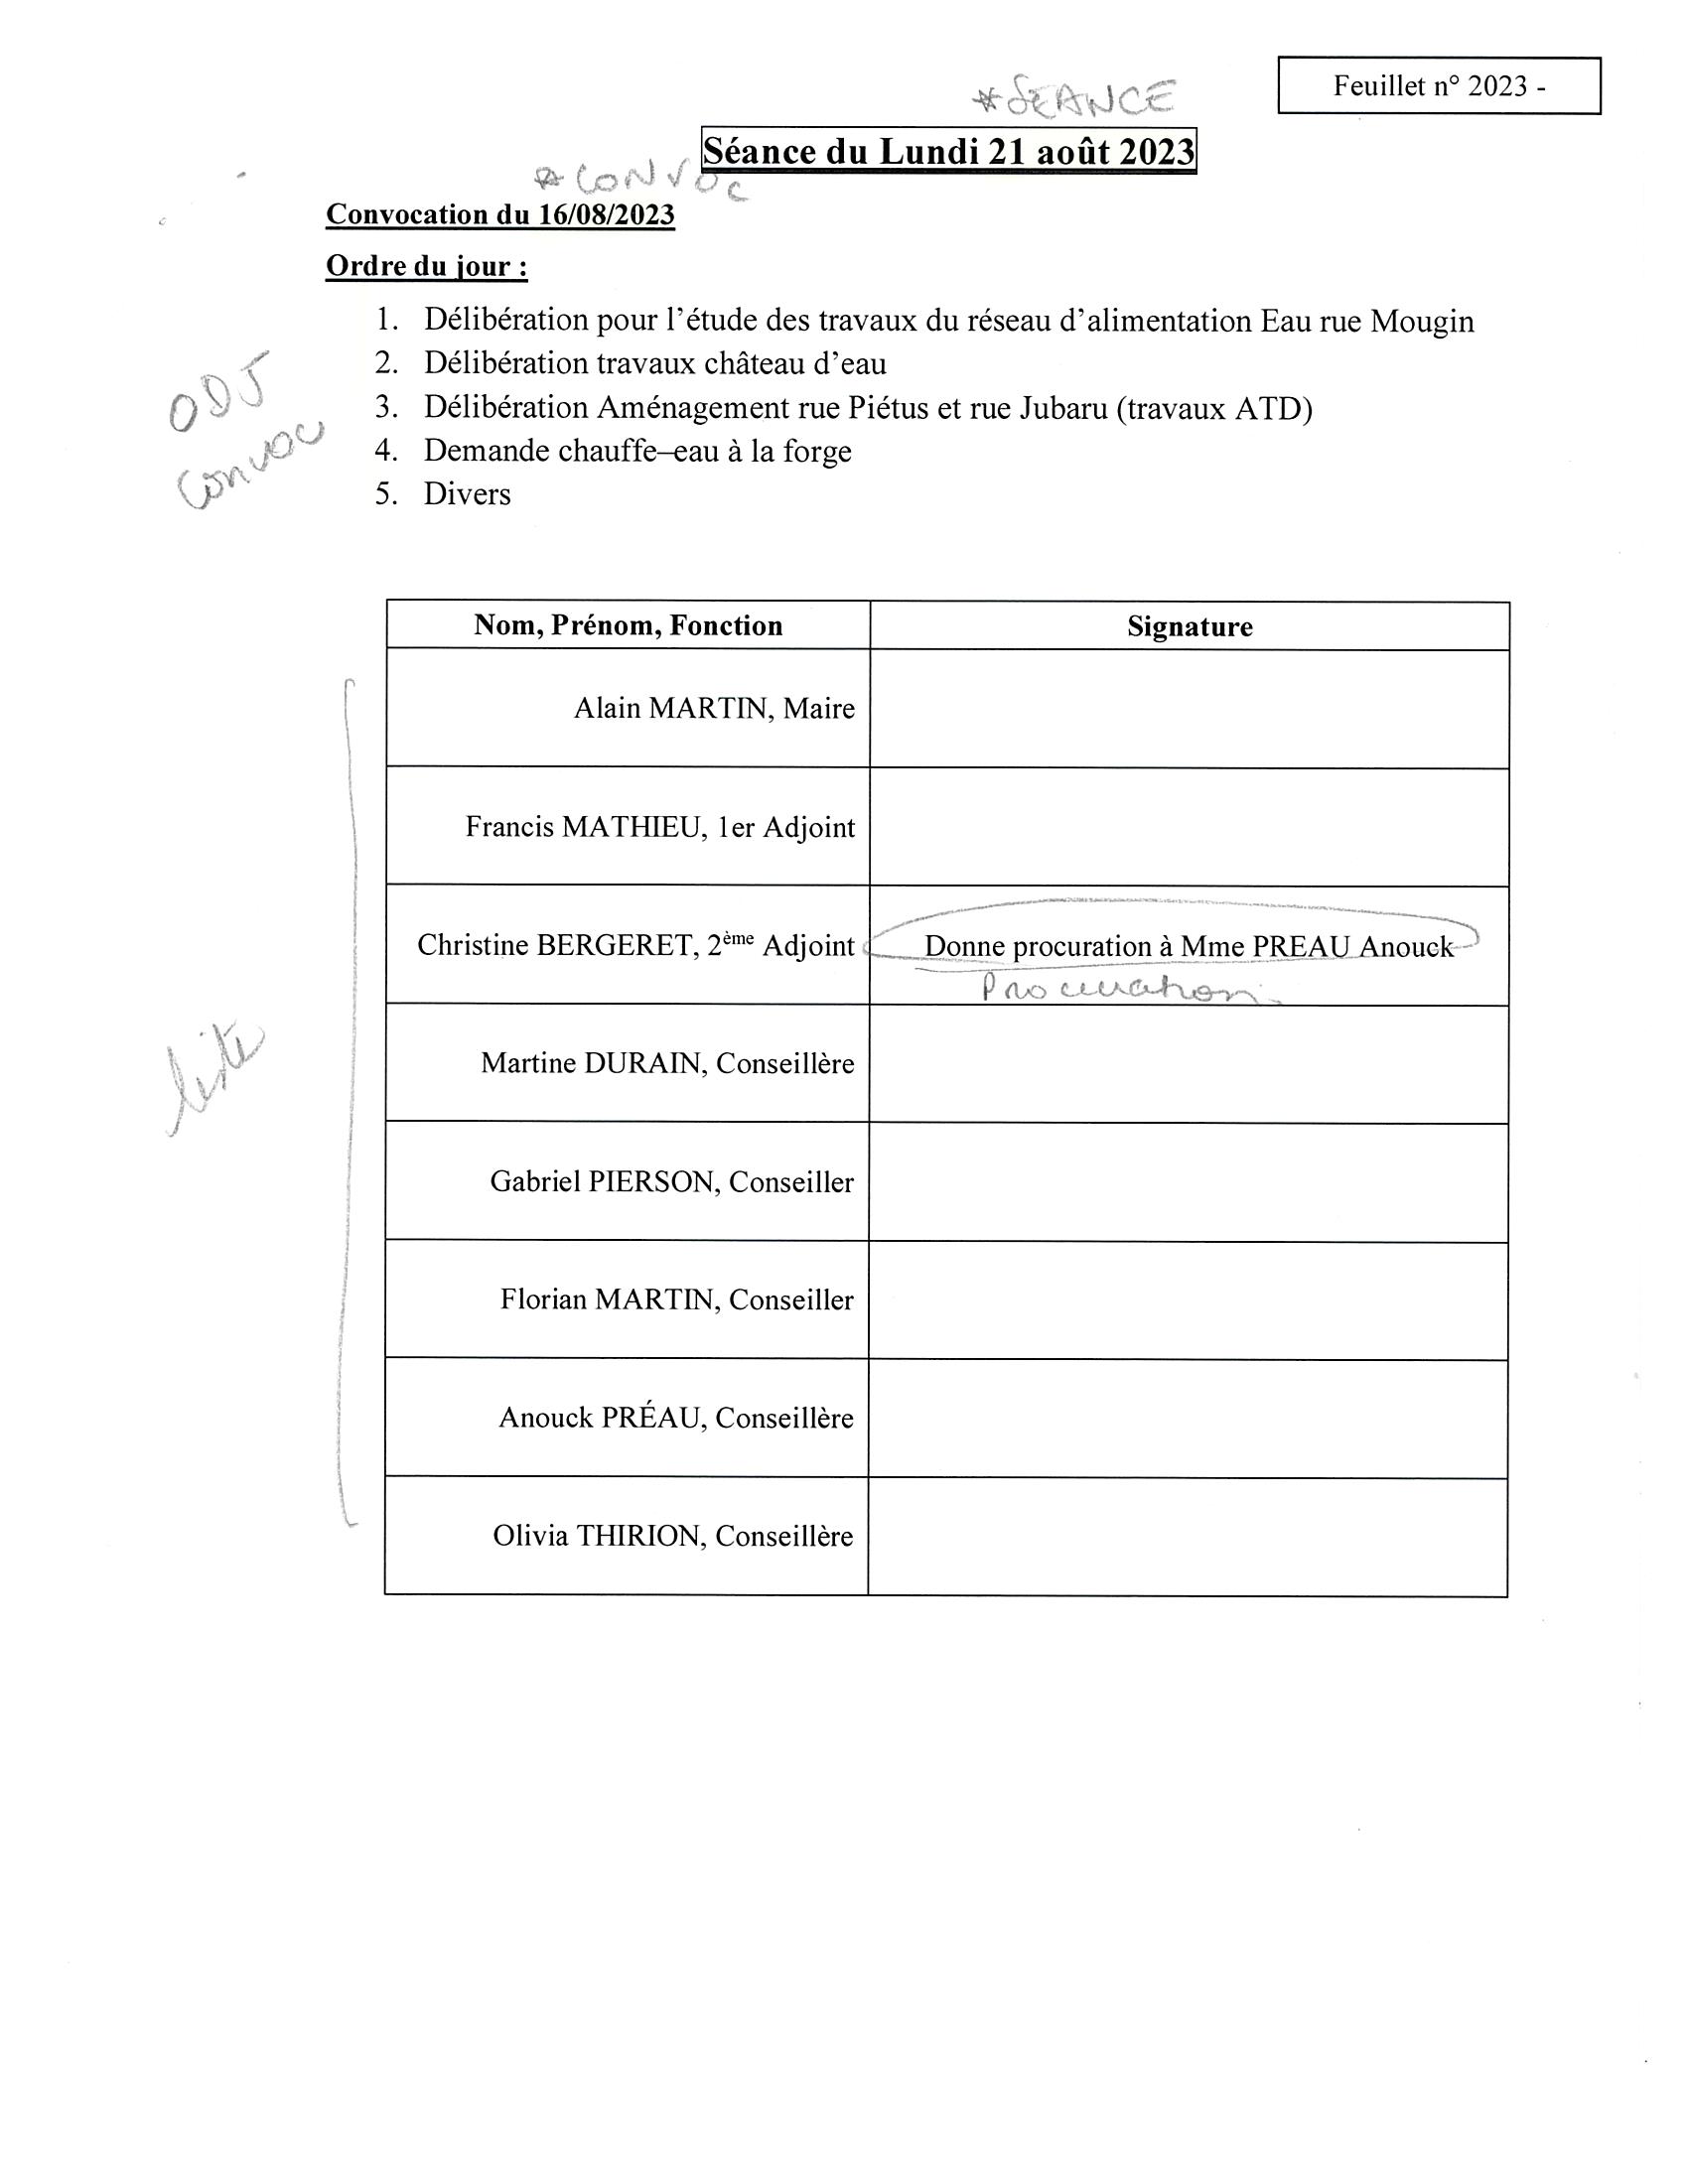 Feuillet n° 2023 -
*SEANCE
Séance du Lundi 21 août 2023
*CONVOC
Convocation du 16/08/2023
Ordre du jour :
1. Délibération pour l’étude des travaux du réseau d’alimentation Eau rue Mougin
2. Délibération travaux château d’eau
3. Délibération Aménagement rue Piétus et rue Jubaru (travaux ATD)
4. Demande chauffe–eau à la forge
5. Divers
ODJ
Convoc
Nom, Prénom, Fonction Signature
Alain MARTIN, Maire
Francis MATHIEU, 1er Adjoint
Christine BERGERET, 2ème Adjoint Donne procuration à Mme PREAU Anouck
Procuration
Martine DURAIN, Conseillère
liste
Gabriel PIERSON, Conseiller
Florian MARTIN, Conseiller
Anouck PRÉAU, Conseillère
Olivia THIRION, Conseillère